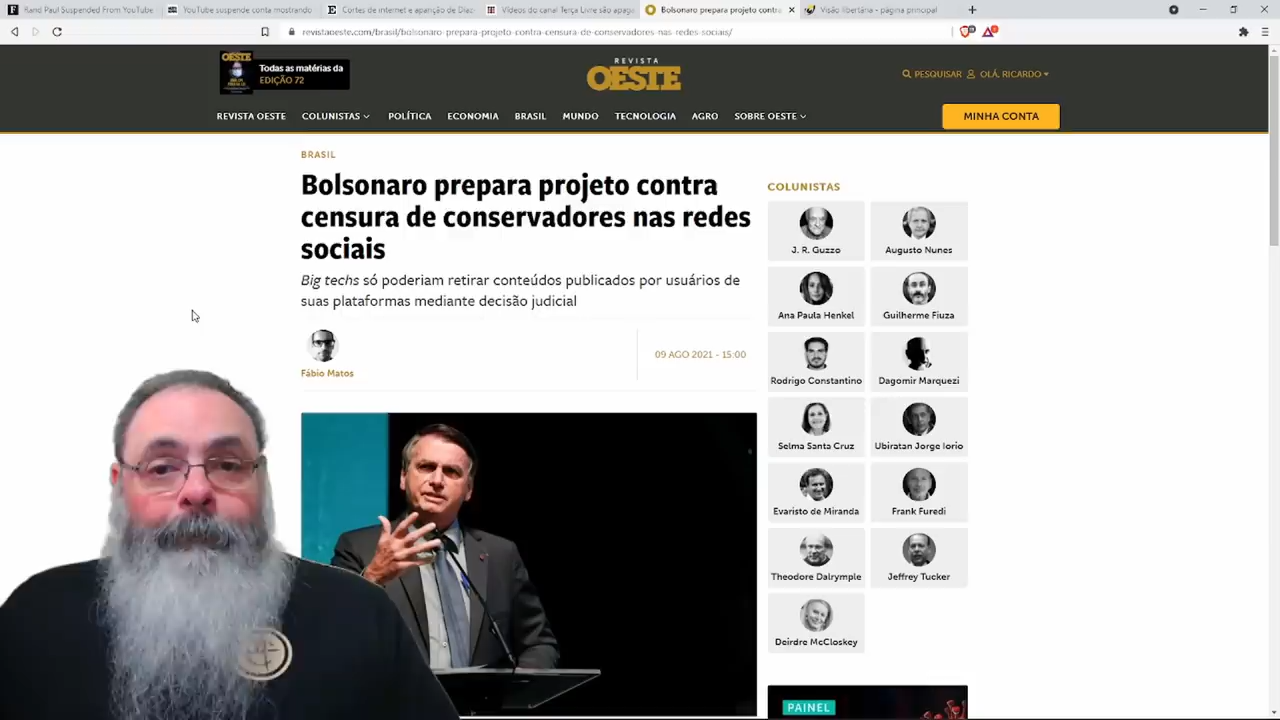 Rand Paul Suspended From YouTube
YouTube suspende conta mostrando
Cortes de internet e aparição de Díaz
Vídeos do canal Terça Livre são apag
Bolsonaro prepara projeto contra
Visão libertária - página principal
revistaoeste.com/brasil/bolsonaro-prepara-projeto-contra-censura-de-conservadores-nas-redes-sociais/
OESTE
Todas as matérias da
EDIÇÃO 72
REVISTA
OESTE
PESQUISAR
OLÁ, RICARDO
REVISTA OESTE
COLUNISTAS
POLÍTICA
ECONOMIA
BRASIL
MUNDO
TECNOLOGIA
AGRO
SOBRE OESTE
MINHA CONTA
BRASIL
Bolsonaro prepara projeto contra
censura de conservadores nas redes
sociais
Big techs só poderiam retirar conteúdos publicados por usuários de
suas plataformas mediante decisão judicial
Fábio Matos
09 AGO 2021 - 15:00
COLUNISTAS
J. R. Guzzo
Augusto Nunes
Ana Paula Henkel
Guilherme Fiuza
Rodrigo Constantino
Dagomir Marquezi
Selma Santa Cruz
Ubiratan Jorge Iorio
Evaristo de Miranda
Frank Furedi
Theodore Dalrymple
Jeffrey Tucker
Deirdre McCloskey
PAINEL